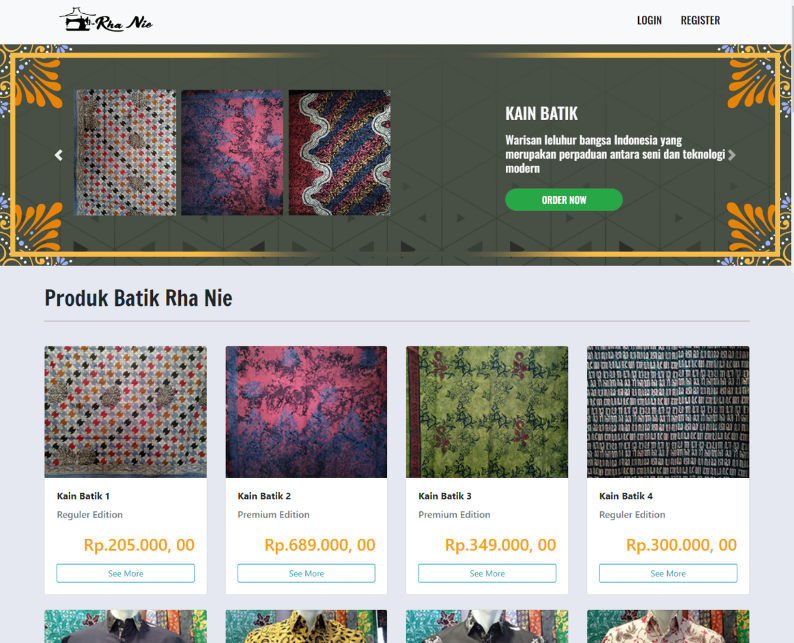 Rha Nie
LOGIN
REGISTER
KAIN BATIK
Warisan leluhur bangsa Indonesia yang
merupakan perpaduan antara seni dan teknologi
modern
ORDER NOW
Produk Batik Rha Nie
Kain Batik 1
Reguler Edition
Rp.205.000, 00
See More
Kain Batik 2
Premium Edition
Rp.689.000, 00
See More
Kain Batik 3
Premium Edition
Rp.349.000, 00
See More
Kain Batik 4
Reguler Edition
Rp.300.000, 00
See More